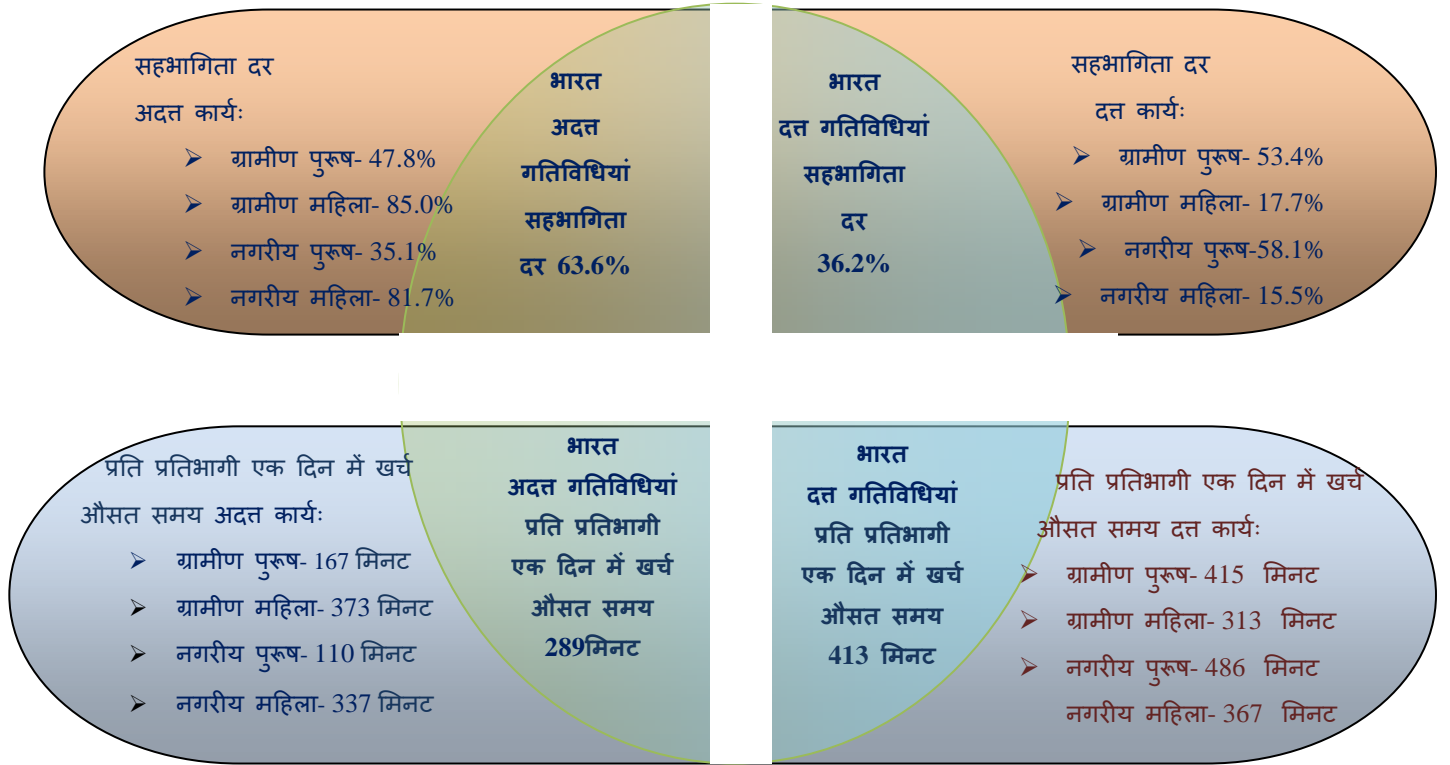 सहभागिता दर
अदत्त कार्यः
➢ ग्रामीण पुरूष- 47.8%
➢ ग्रामीण महिला- 85.0%
➢ नगरीय पुरूष- 35.1%
➢ नगरीय महिला- 81.7%
भारत
अदत्त
गतिविधियां
सहभागिता
दर 63.6%
भारत
दत्त गतिविधियां
सहभागिता
दर
36.2%
सहभागिता दर
दत्त कार्यः
➢ ग्रामीण पुरूष- 53.4%
➢ ग्रामीण महिला- 17.7%
➢ नगरीय पुरूष-58.1%
➢ नगरीय महिला- 15.5%
प्रति प्रतिभागी एक दिन में खर्च
औसत समय अदत्त कार्यः
➢ ग्रामीण पुरूष- 167 मिनट
➢ ग्रामीण महिला- 373 मिनट
➢ नगरीय पुरूष- 110 मिनट
➢ नगरीय महिला- 337 मिनट
भारत
अदत्त गतिविधियां
प्रति प्रतिभागी
एक दिन में खर्च
औसत समय
289मिनट
भारत
दत्त गतिविधियां
प्रति प्रतिभागी
एक दिन में खर्च
औसत समय
413 मिनट
प्रति प्रतिभागी एक दिन में खर्च
औसत समय दत्त कार्यः
➢ ग्रामीण पुरूष- 415 मिनट
➢ ग्रामीण महिला- 313 मिनट
➢ नगरीय पुरूष- 486 मिनट
नगरीय महिला- 367 मिनट